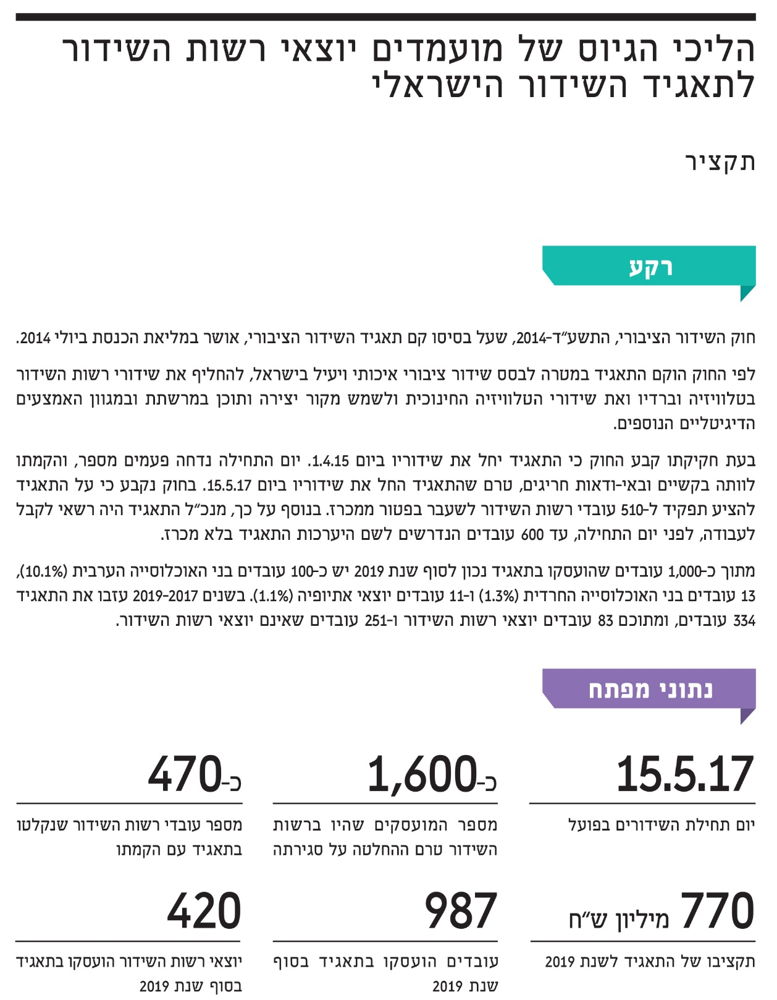 הליכי הגיוס של מועמדים יוצאי רשות השידור
לתאגיד השידור הישראלי
תקציר
רקע
חוק השידור הציבורי, התשע"ד-2014, שעל בסיסו קם תאגיד השידור הציבורי, אושר במליאת הכנסת ביולי 2014.
לפי החוק הוקם התאגיד במטרה לבסס שידור ציבורי איכותי ויעיל בישראל, להחליף את שידורי רשות השידור
בטלוויזיה וברדיו ואת שידורי הטלוויזיה החינוכית ולשמש מקור יצירה ותוכן במרשתת ובמגוון האמצעים
הדיגיטליים הנוספים.
בעת חקיקתו קבע החוק כי התאגיד יחל את שידוריו ביום 1.4.15. יום התחילה נדחה פעמים מספר, והקמתו
לוותה בקשיים ובאי-ודאות חריגים, טרם שהתאגיד החל את שידוריו ביום 15.5.17. בחוק נקבע כי על התאגיד
להציע תפקיד ל-510 עובדי רשות השידור לשעבר בפטור ממכרז. בנוסף על כך, מנכ"ל התאגיד היה רשאי לקבל
לעבודה, לפני יום התחילה, עד 600 עובדים הנדרשים לשם היערכות התאגיד בלא מכרז.
מתוך כ-1,000 עובדים שהועסקו בתאגיד נכון לסוף שנת 2019 יש כ-100 עובדים בני האוכלוסייה הערבית (10.1%),
13 עובדים בני האוכלוסייה החרדית (1.3%) ו-11 עובדים יוצאי אתיופיה (1.1%). בשנים 2019-2017 עזבו את התאגיד
334 עובדים, ומתוכם 83 עובדים יוצאי רשות השידור ו-251 עובדים שאינם יוצאי רשות השידור.
נתוני מפתח
15.5.17
יום תחילת השידורים בפועל
כ-1,600
מספר המועסקים שהיו ברשות
השידור טרם ההחלטה על סגירתה
כ-470
מספר עובדי רשות השידור שנקלטו
בתאגיד עם הקמתו
770 מיליון ש"ח
תקציבו של התאגיד לשנת 2019
987
עובדים הועסקו בתאגיד בסוף
שנת 2019
420
יוצאי רשות השידור הועסקו בתאגיד
בסוף שנת 2019